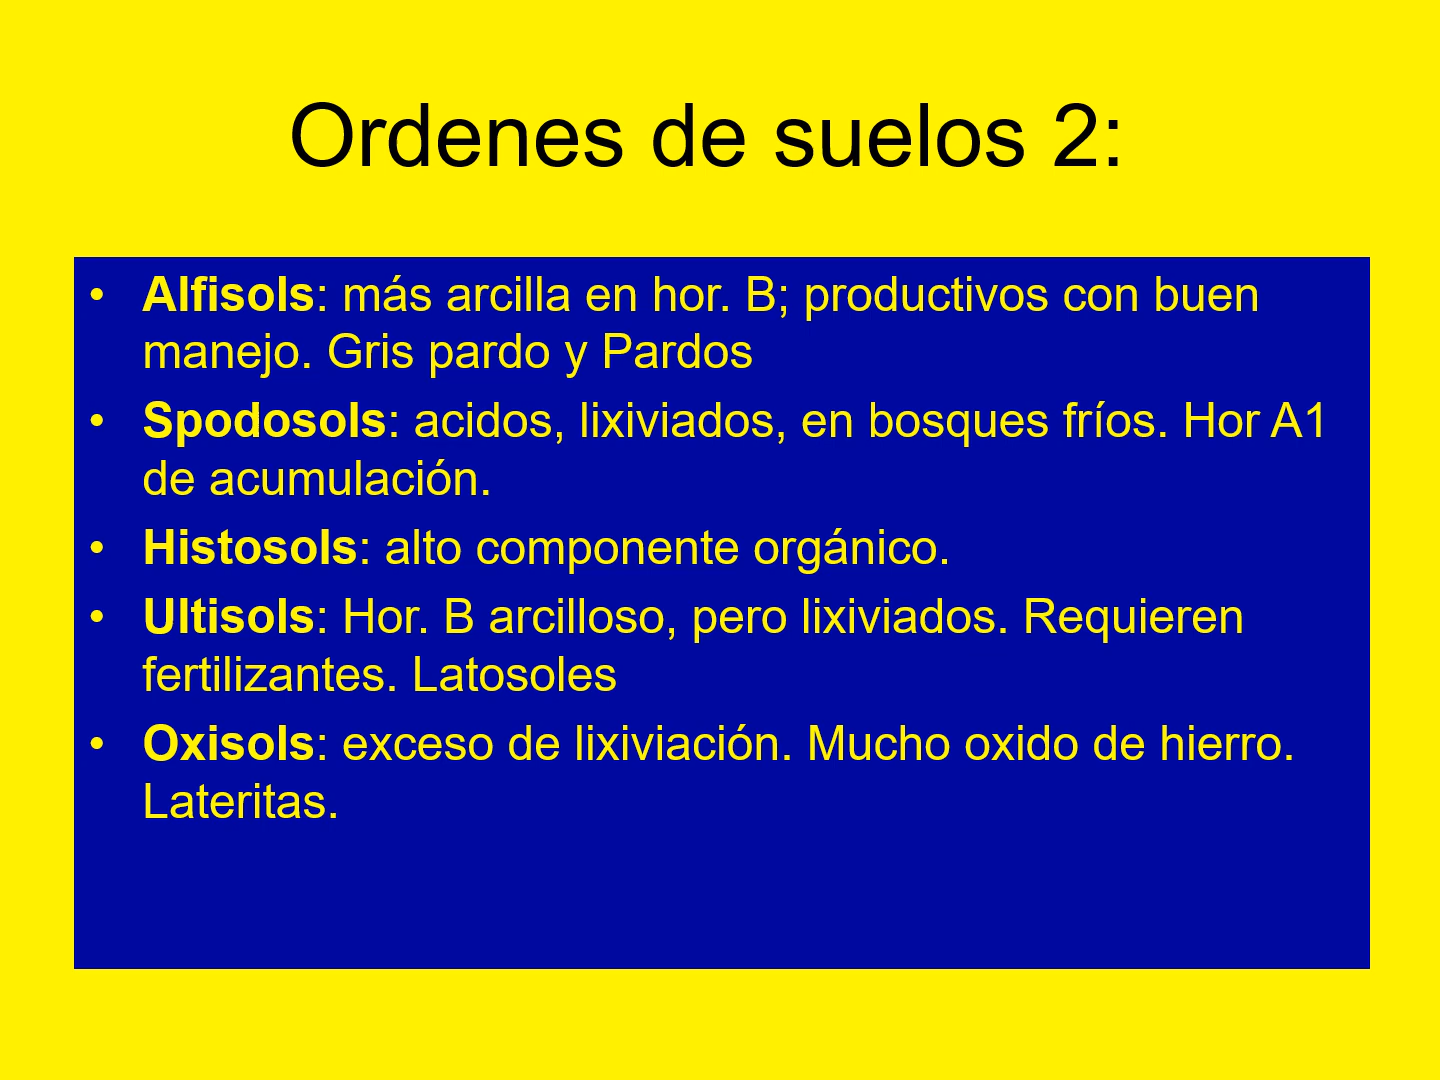 Ordenes de suelos 2:
• Alfisols: más arcilla en hor. B; productivos con buen
manejo. Gris pardo y Pardos
• Spodosols: acidos, lixiviados, en bosques fríos. Hor A1
de acumulación.
• Histosols: alto componente orgánico.
• Ultisols: Hor. B arcilloso, pero lixiviados. Requieren
fertilizantes. Latosoles
• Oxisols: exceso de lixiviación. Mucho oxido de hierro.
Lateritas.